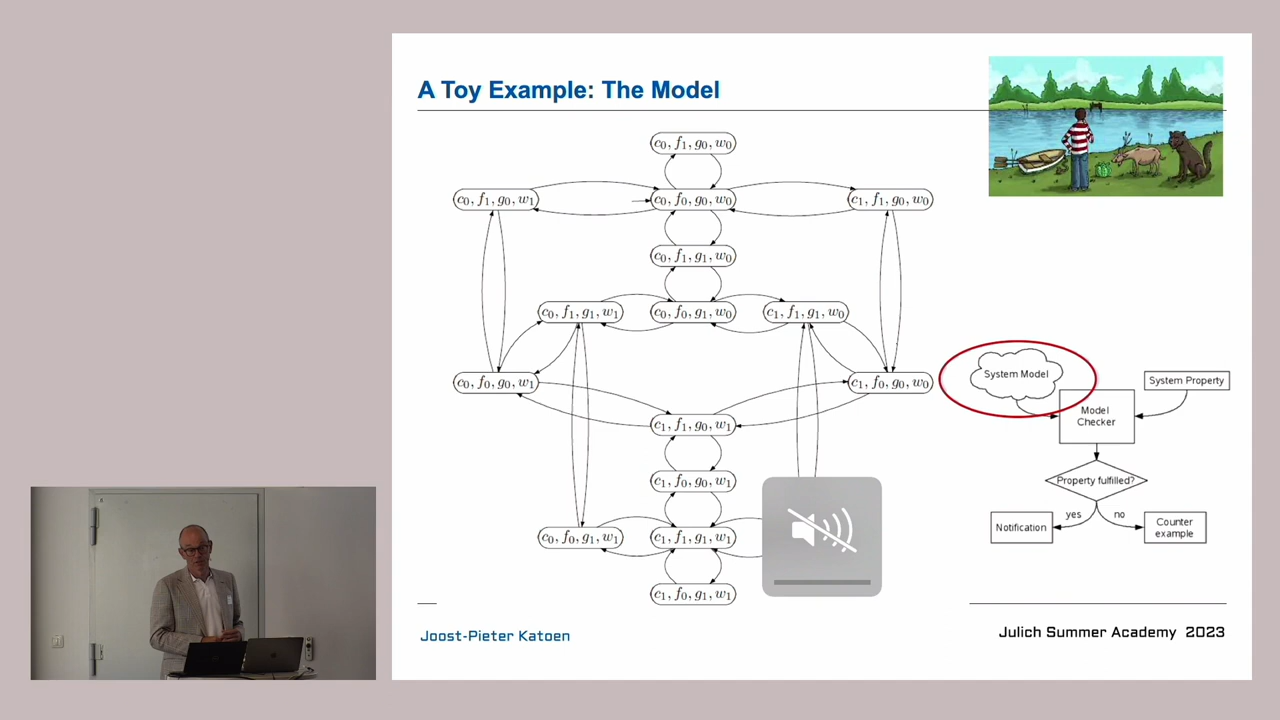 A Toy Example: The Model
c₀, f₁, g₀, w₀
c₀, f₁, g₀, w₁
c₀, f₀, g₀, w₀
c₁, f₁, g₀, w₀
c₀, f₁, g₁, w₀
c₀, f₁, g₁, w₁
c₀, f₀, g₁, w₀
c₁, f₁, g₁, w₀
c₀, f₀, g₀, w₁
c₁, f₀, g₀, w₀
c₁, f₁, g₀, w₁
c₁, f₀, g₀, w₁
c₀, f₀, g₁, w₁
c₁, f₁, g₁, w₁
c₁, f₀, g₁, w₁
System Model
System Property
Model
Checker
Property fulfilled?
yes
no
Notification
Counter
example
Joost-Pieter Katoen
Julich Summer Academy 2023